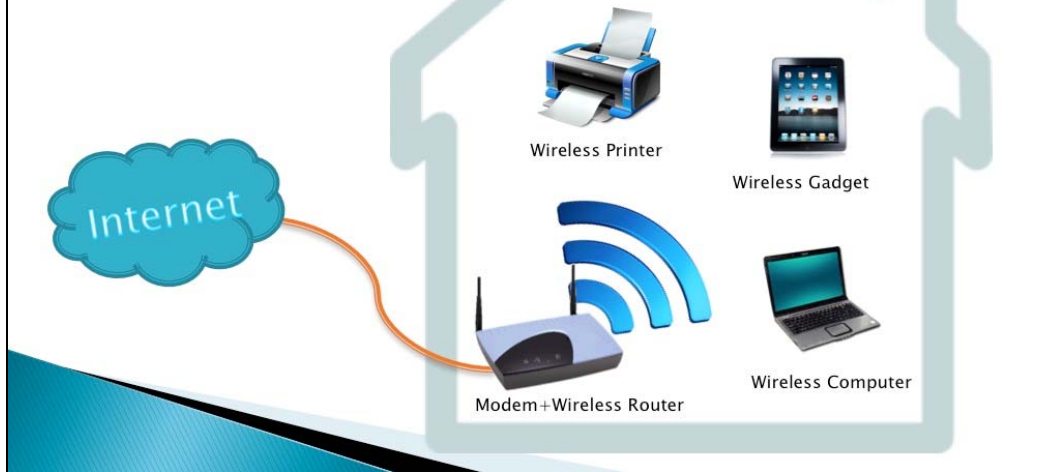 Wireless Printer
Wireless Gadget
Internet
Modem+Wireless Router
Wireless Computer